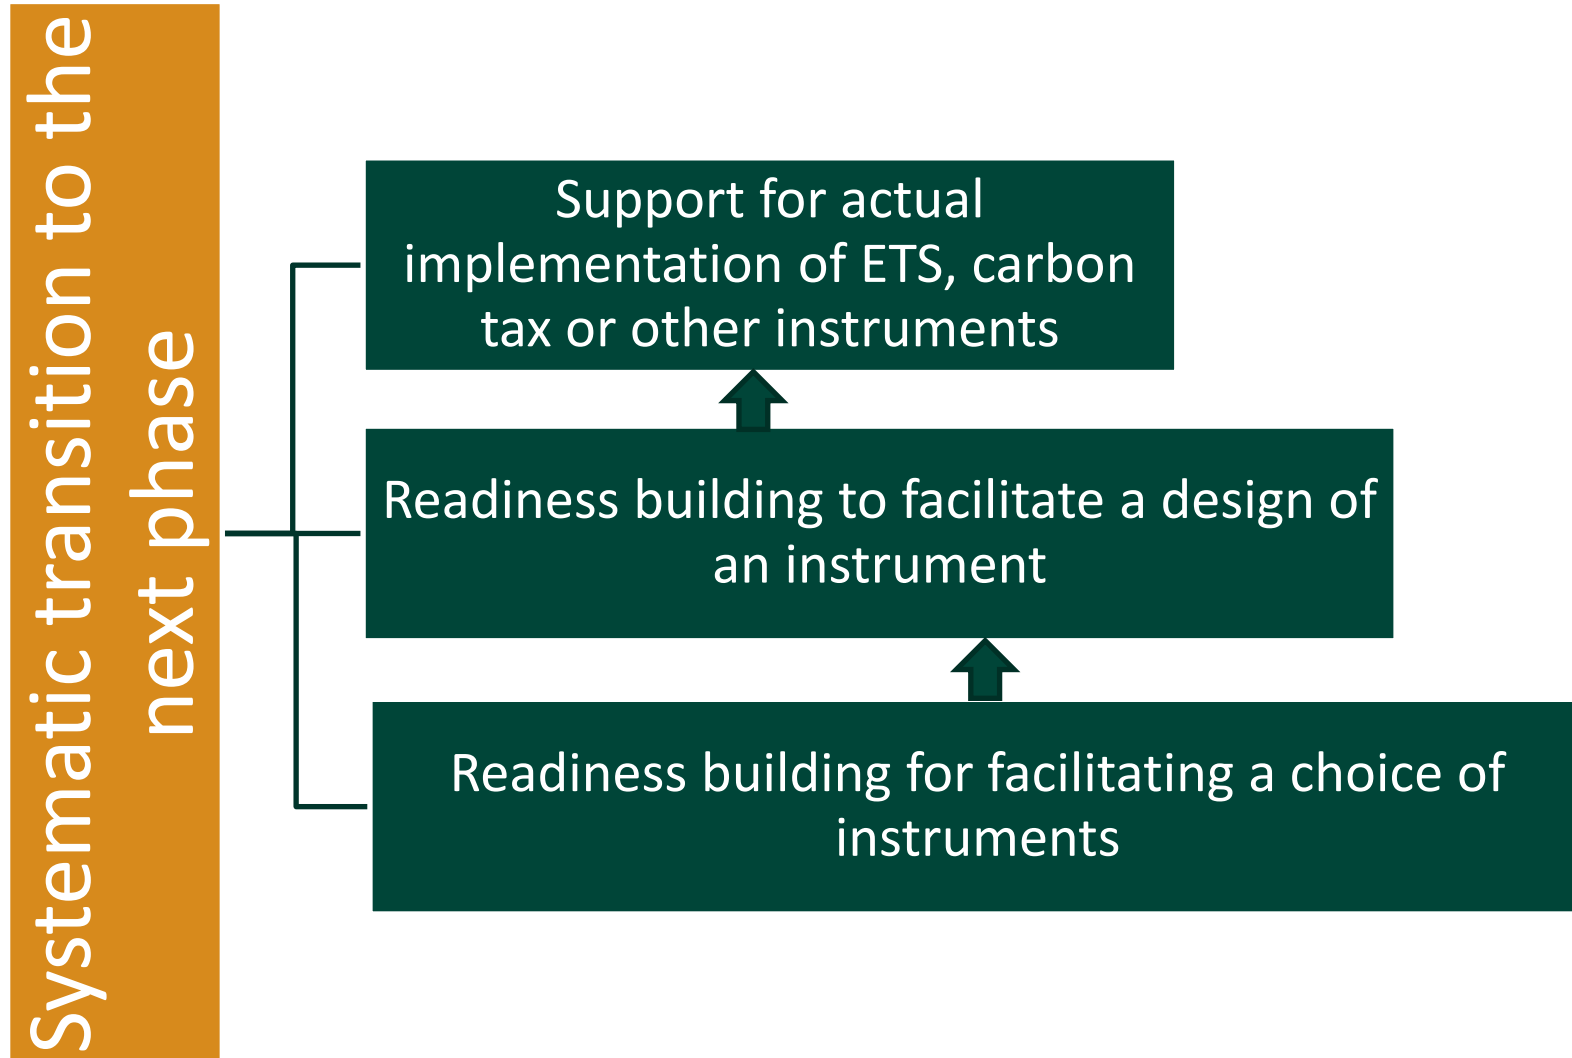 Systematic transition to the
next phase
Support for actual
implementation of ETS, carbon
tax or other instruments
Readiness building to facilitate a design of
an instrument
Readiness building for facilitating a choice of
instruments